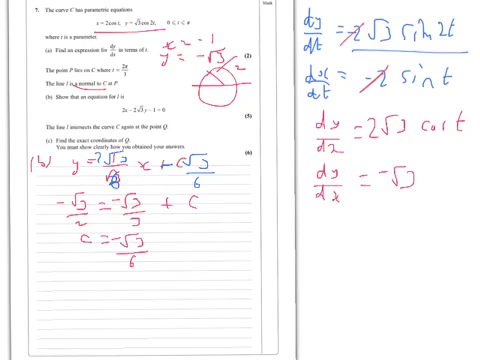 blank
7. The curve C has parametric equations
x = 2cos t, y = √3 cos 2t, 0 ≤ t ≤ π
where t is a parameter.
(a) Find an expression for dy/dx in terms of t.
(2)
The point P lies on C where t = 2π/3
The line l is a normal to C at P.
(b) Show that an equation for l is
2x – 2√3 y – 1 = 0
(5)
The line l intersects the curve C again at the point Q.
(c) Find the exact coordinates of Q.
You must show clearly how you obtained your answers.
(6)
x = -1
y = -√3
2
(b) y = 2√3
x
√3/6
-√3/2 = -√3/3 + C
C = -√3/6
dy/dt = -2√3 sin 2t
dx/dt = -2 sin t
dy/dx = 2√3 cos t
dy/dx = -√3